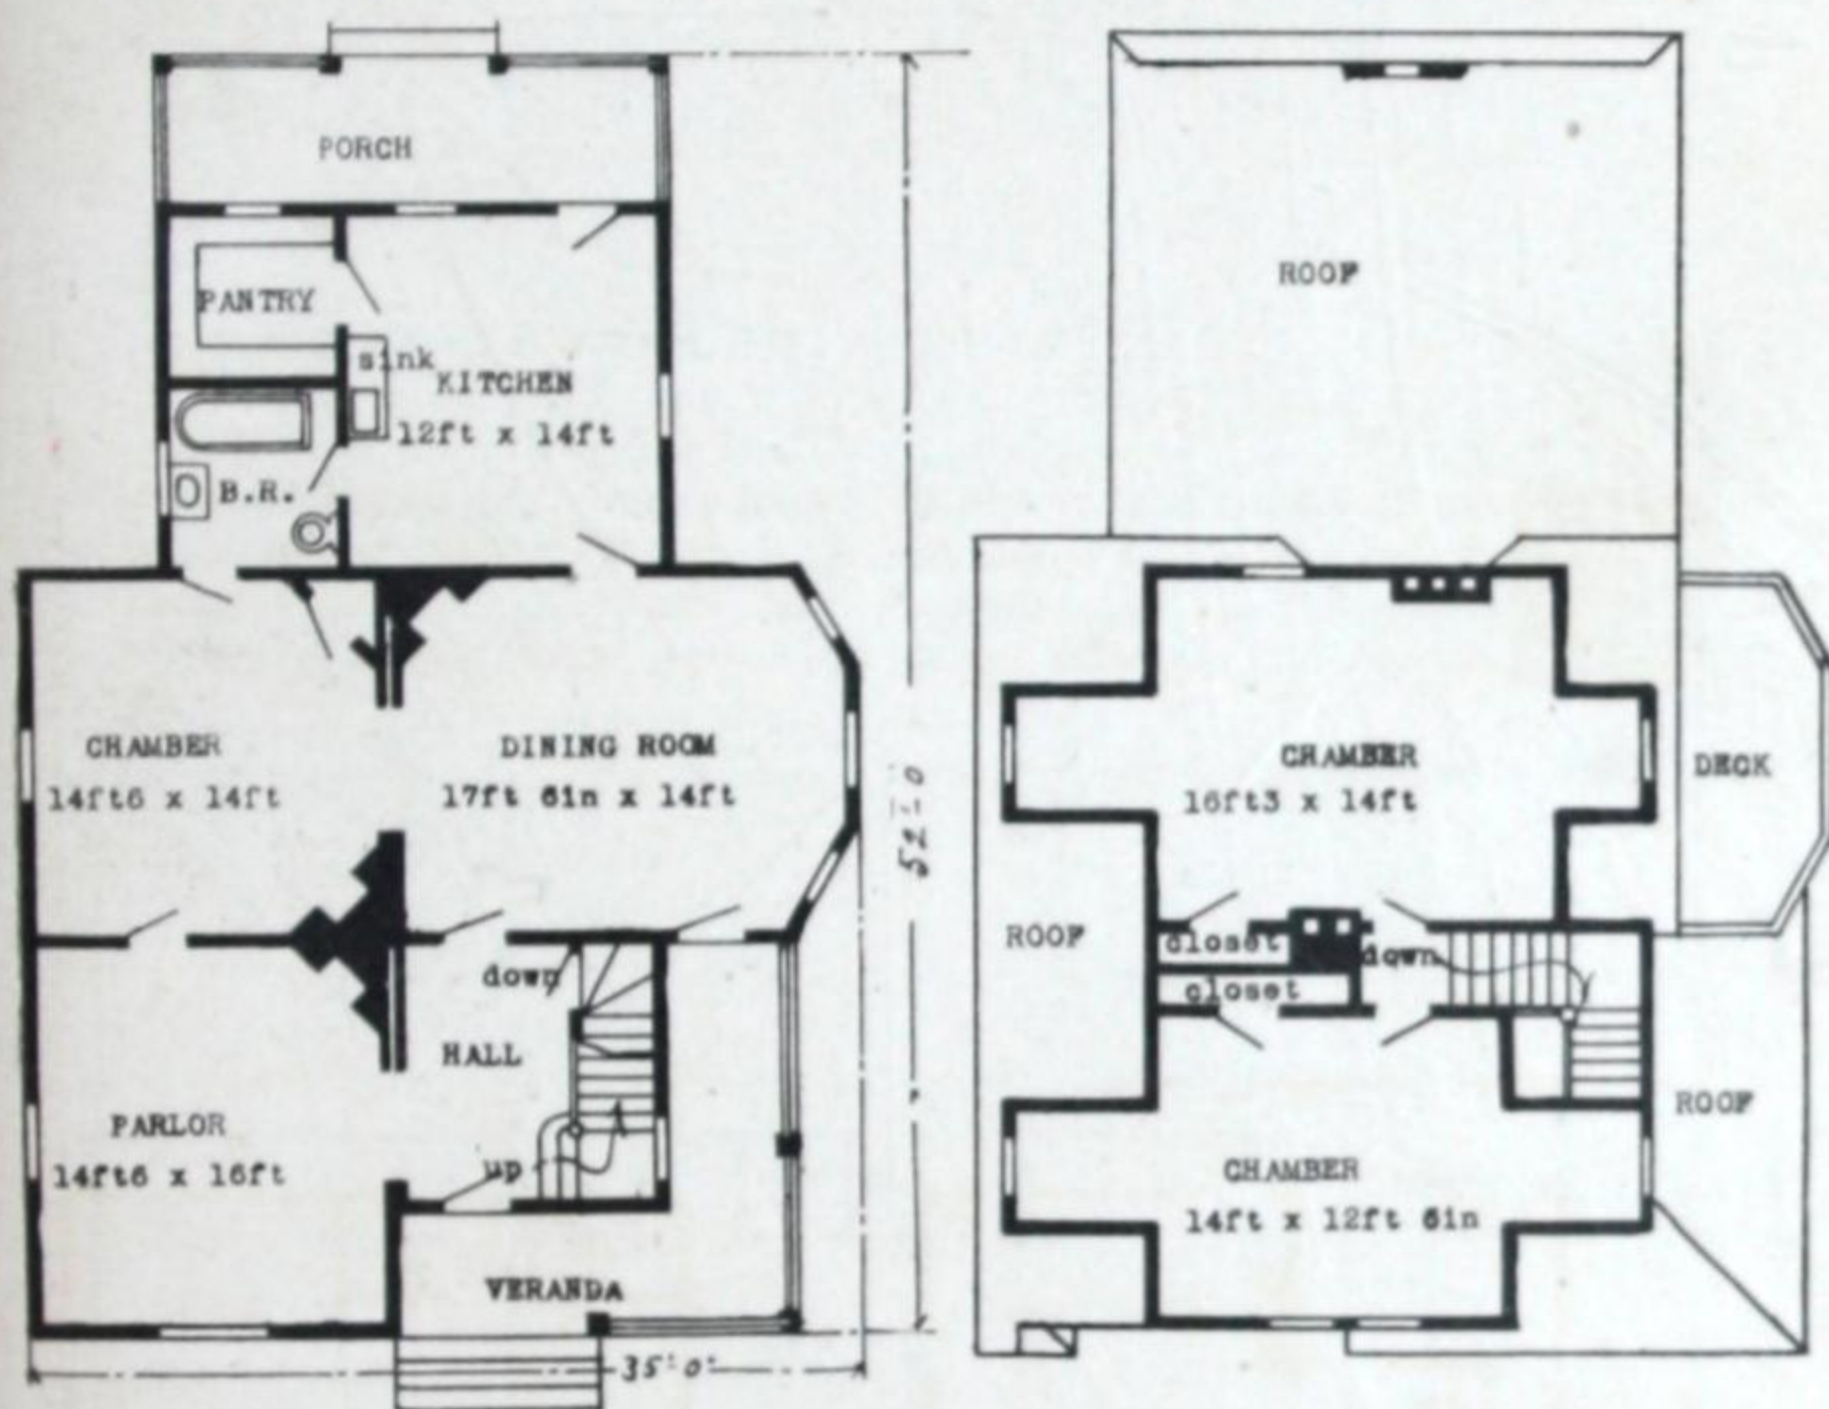 PORCH
PANTRY
sink
KITCHEN
12ft x 14ft
B.R.
CHAMBER
14ft6 x 14ft
DINING ROOM
17ft 6in x 14ft
down
HALL
PARLOR
14ft6 x 16ft
up
VERANDA
35'-0"
52'-0
ROOF
CHAMBER
16ft3 x 14ft
DECK
ROOF
closet
down
closet
ROOF
CHAMBER
14ft x 12ft 6in